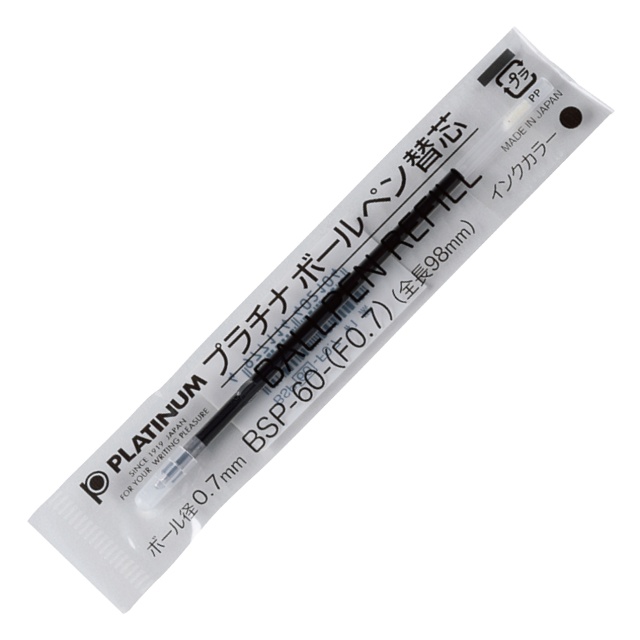 PLATINUM
SINCE 1919, JAPAN
FOR YOUR WRITING PLEASURE
プラチナ ボールペン替芯
BALLPEN REFILL
ボール径0.7mm BSP-60-(F0.7) (全長98mm)
プラ
PP
MADE IN JAPAN
インクカラー